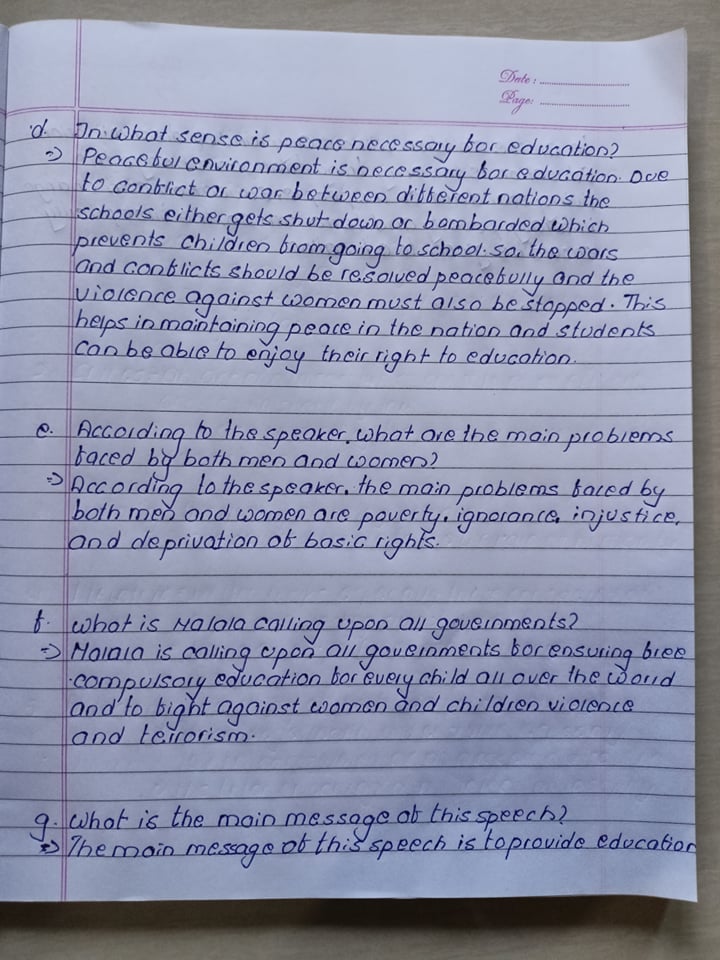 Date: ..............................
Page: ..............................
d. In what sense is peace necessary for education?
=> Peaceful environment is necessary for education. Due
to conflict or war between different nations the
schools either gets shut down or bombarded which
prevents children from going to school. so, the wars
and conflicts should be resolved peacefully and the
violence against women must also be stopped. This
helps in maintaining peace in the nation and students
can be able to enjoy their right to education.
e. According to the speaker, what are the main problems
faced by both men and women?
=> According to the speaker, the main problems faced by
both men and women are poverty, ignorance, injustice,
and deprivation of basic rights.
f. What is Malala calling upon all governments?
=> Malala is calling upon all governments for ensuring free
compulsory education for every child all over the world
and to fight against women and children violence
and terrorism.
g. What is the main message of this speech?
=> The main message of this speech is to provide education